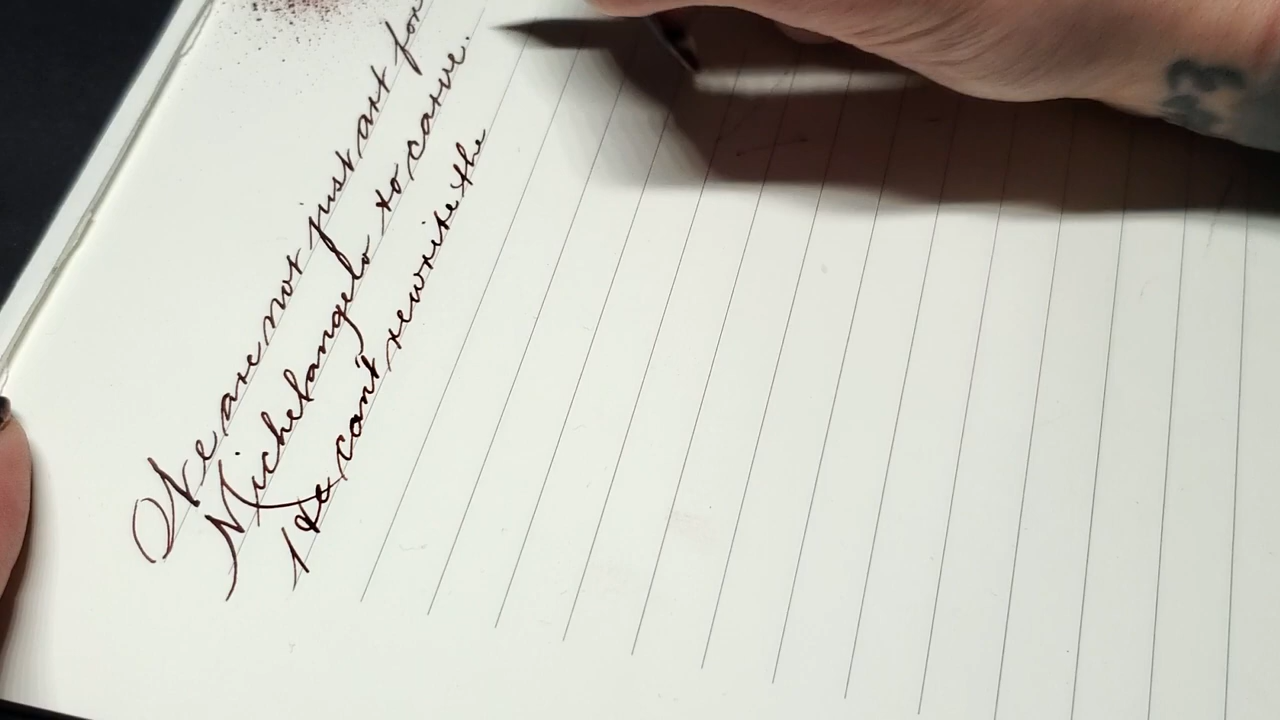 We are not just art for
Michelangelo to carve.
He can't rewrite the